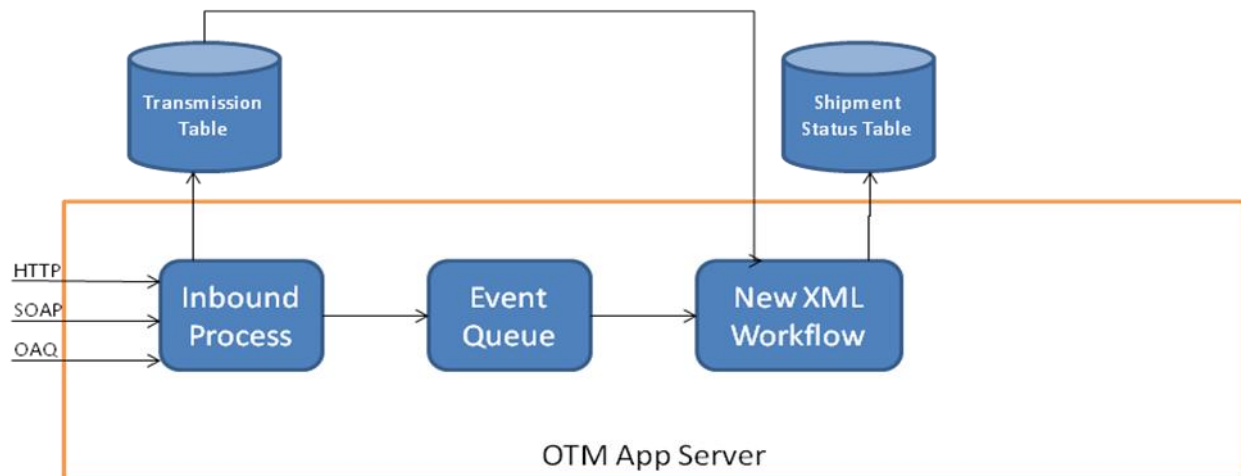 Transmission
Table
Shipment
Status Table
HTTP
SOAP
OAQ
Inbound
Process
Event
Queue
New XML
Workflow
OTM App Server